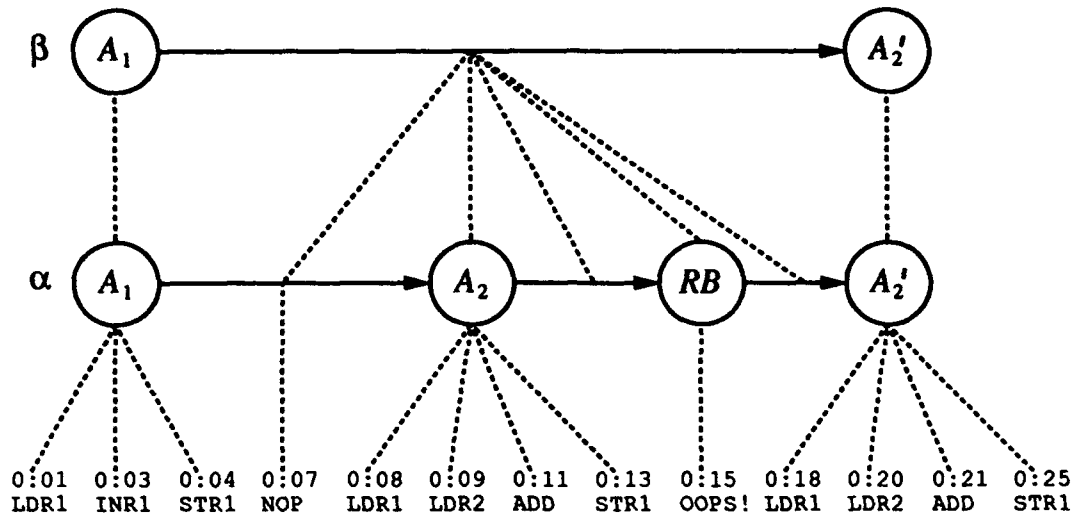 β A₁ A₂'
α A₁ A₂ RB A₂'
0:01 0:03 0:04 0:07 0:08 0:09 0:11 0:13 0:15 0:18 0:20 0:21 0:25
LDR1 INR1 STR1 NOP LDR1 LDR2 ADD STR1 OOPS! LDR1 LDR2 ADD STR1